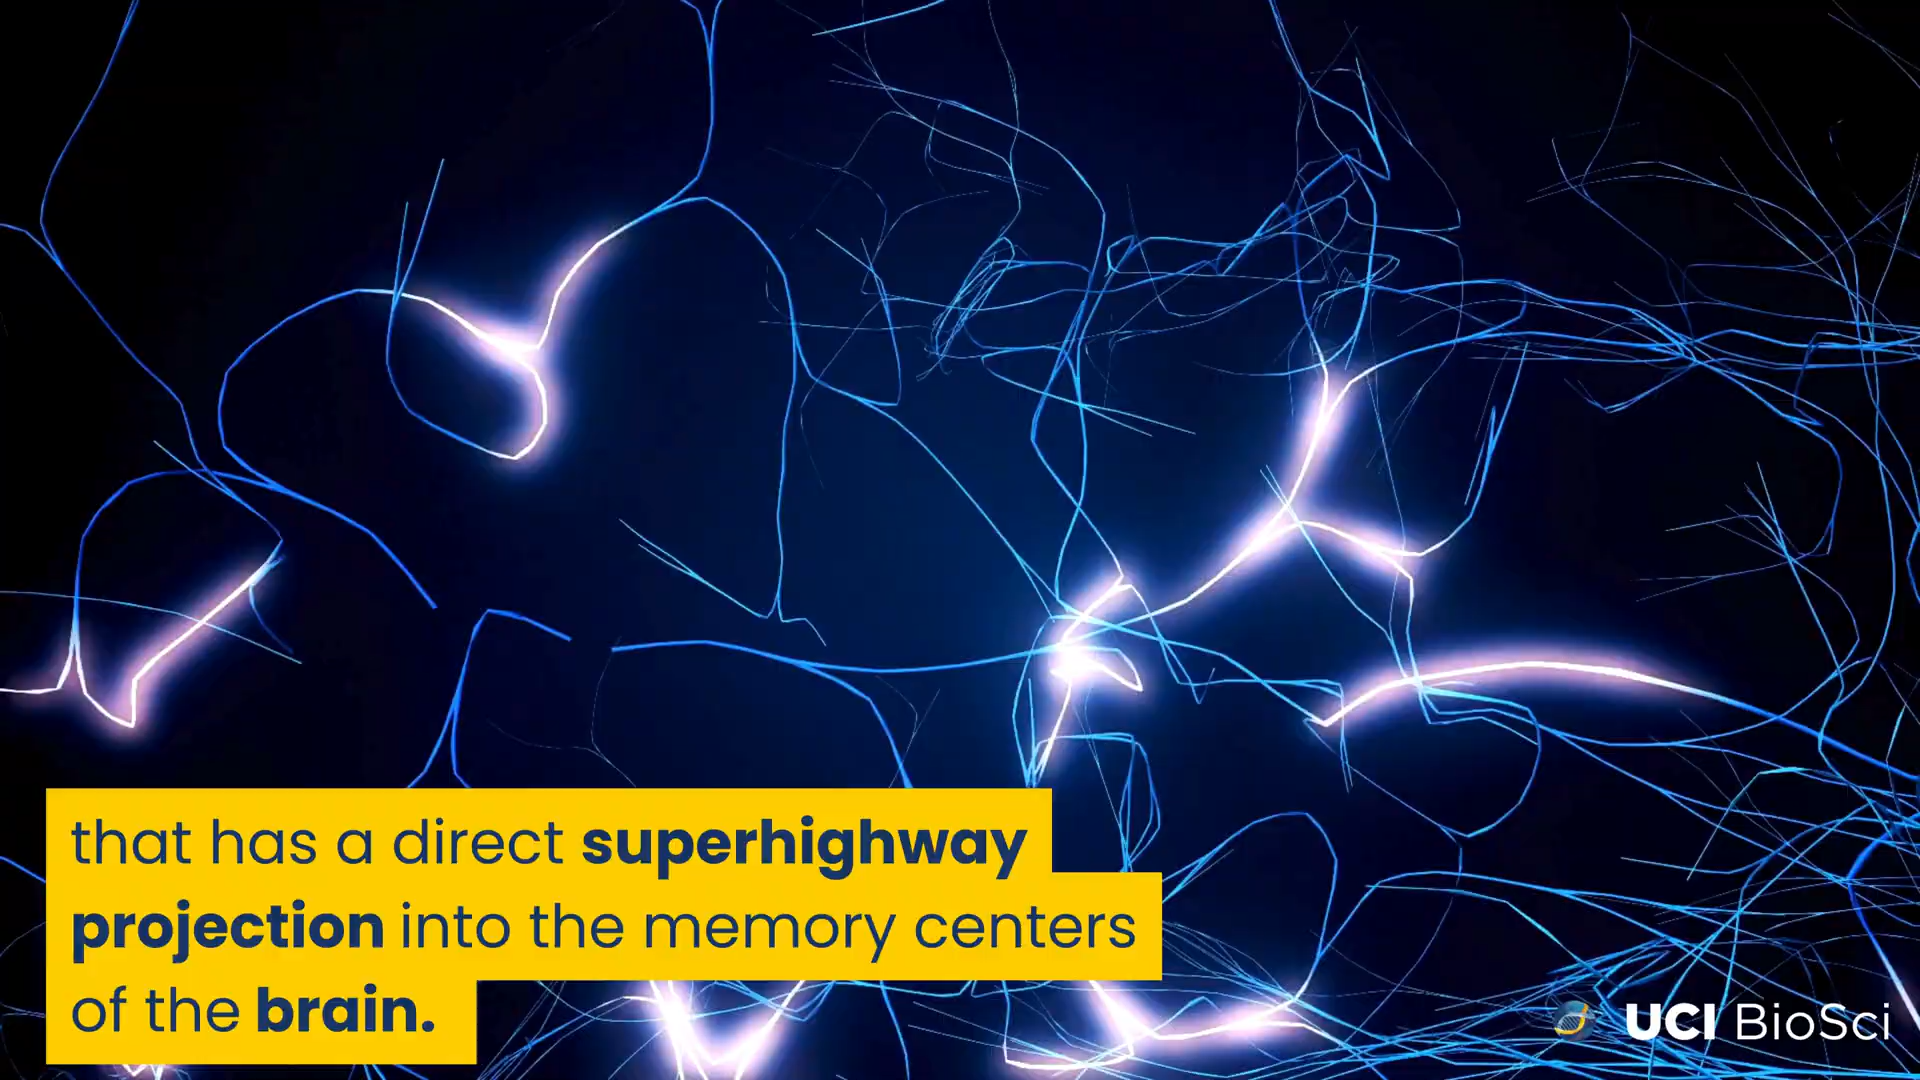 that has a direct superhighway
projection into the memory centers
of the brain.
UCI BioSci